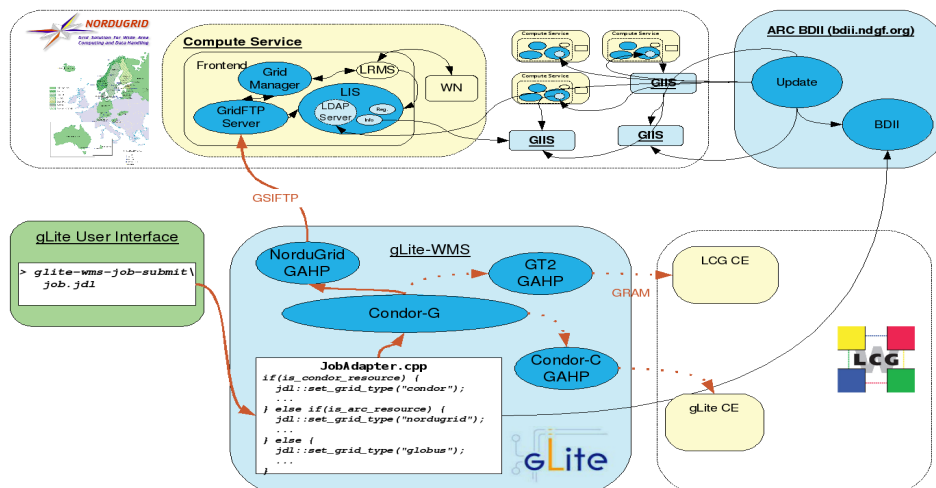 NORDUGRID
Grid Solution for Wide Area
Computing and Data Handling
Compute Service
Frontend
Grid
Manager
LRMS
WN
LIS
GridFTP
Server
LDAP
Server
Reg.
Info
Compute Service
Compute Service
Compute Service
GIIS
GIIS
GIIS
ARC BDII (bdii.ndgf.org)
Update
BDII
GSIFTP
gLite User Interface
> glite-wms-job-submit\
job.jdl
gLite-WMS
NorduGrid
GAHP
GT2
GAHP
Condor-G
Condor-C
GAHP
GRAM
LCG CE
gLite CE
JobAdapter.cpp
if(is_condor_resource) {
jdl::set_grid_type("condor");
...
} else if(is_arc_resource) {
jdl::set_grid_type("nordugrid");
...
} else {
jdl::set_grid_type("globus");
...
}
gLite
LCG